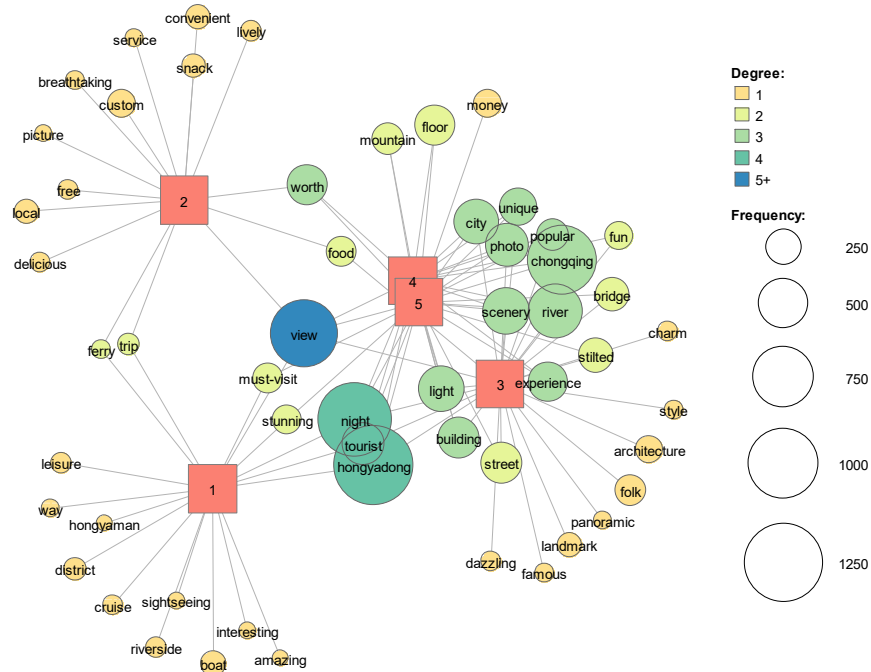 convenient
service
lively
snack
breathtaking
custom
picture
free
local
delicious
2
worth
food
mountain
floor
money
city
unique
photo
popular
chongqing
fun
4
5
scenery
river
bridge
view
ferry
trip
must-visit
stunning
charm
stilted
3
experience
light
style
night
tourist
hongyadong
building
street
architecture
folk
panoramic
landmark
dazzling
famous
leisure
way
hongyaman
1
district
cruise
sightseeing
riverside
interesting
boat
amazing
Degree:
1
2
3
4
5+
Frequency:
250
500
750
1000
1250